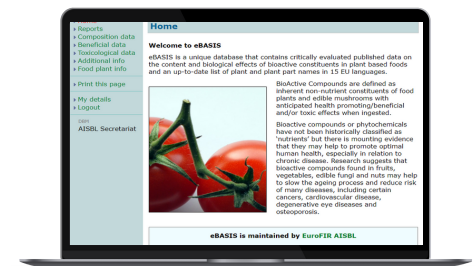 Home
Reports
Composition data
Beneficial data
Toxicological data
Additional info
Food plant info
Print this page
My details
Logout
AISBL Secretariat
Welcome to eBASIS
eBASIS is a unique database that contains critically evaluated published data on
the content and biological effects of bioactive constituents in plant based foods
and an up-to-date list of plant and plant part names in 15 EU languages.
BioActive Compounds are defined as
inherent non-nutrient constituents of food
plants and edible mushrooms with
anticipated health promoting/beneficial
and/or toxic effects when ingested.
Bioactive compounds or phytochemicals
have not been historically classified as
'nutrients' but there is mounting evidence
that they may help to promote optimal
human health, especially in relation to
chronic disease. Research suggests that
bioactive compounds found in fruits,
vegetables, edible fungi and nuts may help
to slow the ageing process and reduce risk
of many diseases, including certain
cancers, cardiovascular disease,
degenerative eye diseases and
osteoporosis.
eBASIS is maintained by EuroFIR AISBL